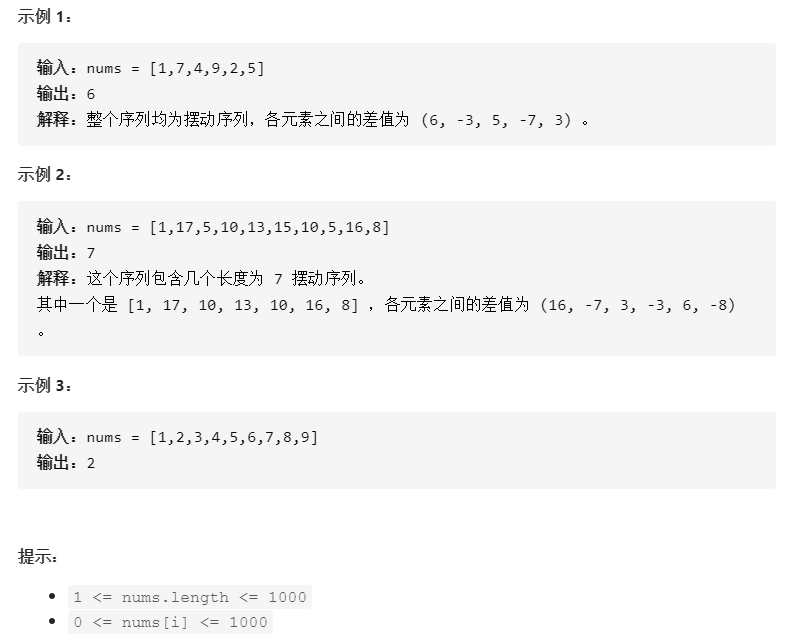 示例 1：
输入：nums = [1,7,4,9,2,5]
输出：6
解释：整个序列均为摆动序列，各元素之间的差值为 (6, -3, 5, -7, 3) 。
示例 2：
输入：nums = [1,17,5,10,13,15,10,5,16,8]
输出：7
解释：这个序列包含几个长度为 7 摆动序列。
其中一个是 [1, 17, 10, 13, 10, 16, 8] ，各元素之间的差值为 (16, -7, 3, -3, 6, -8)
。
示例 3：
输入：nums = [1,2,3,4,5,6,7,8,9]
输出：2
提示：
• 1 <= nums.length <= 1000
• 0 <= nums[i] <= 1000